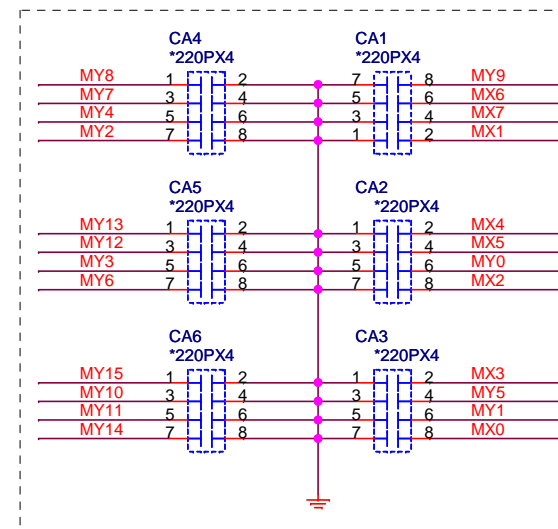 CA4 CA1
*220PX4 *220PX4
MY8 1 2 7 8 MY9
MY7 3 4 5 6 MX6
MY4 5 6 3 4 MX7
MY2 7 8 1 2 MX1
CA5 CA2
*220PX4 *220PX4
MY13 1 2 1 2 MX4
MY12 3 4 3 4 MX5
MY3 5 6 5 6 MY0
MY6 7 8 7 8 MX2
CA6 CA3
*220PX4 *220PX4
MY15 1 2 1 2 MX3
MY10 3 4 3 4 MY5
MY11 5 6 5 6 MY1
MY14 7 8 7 8 MX0